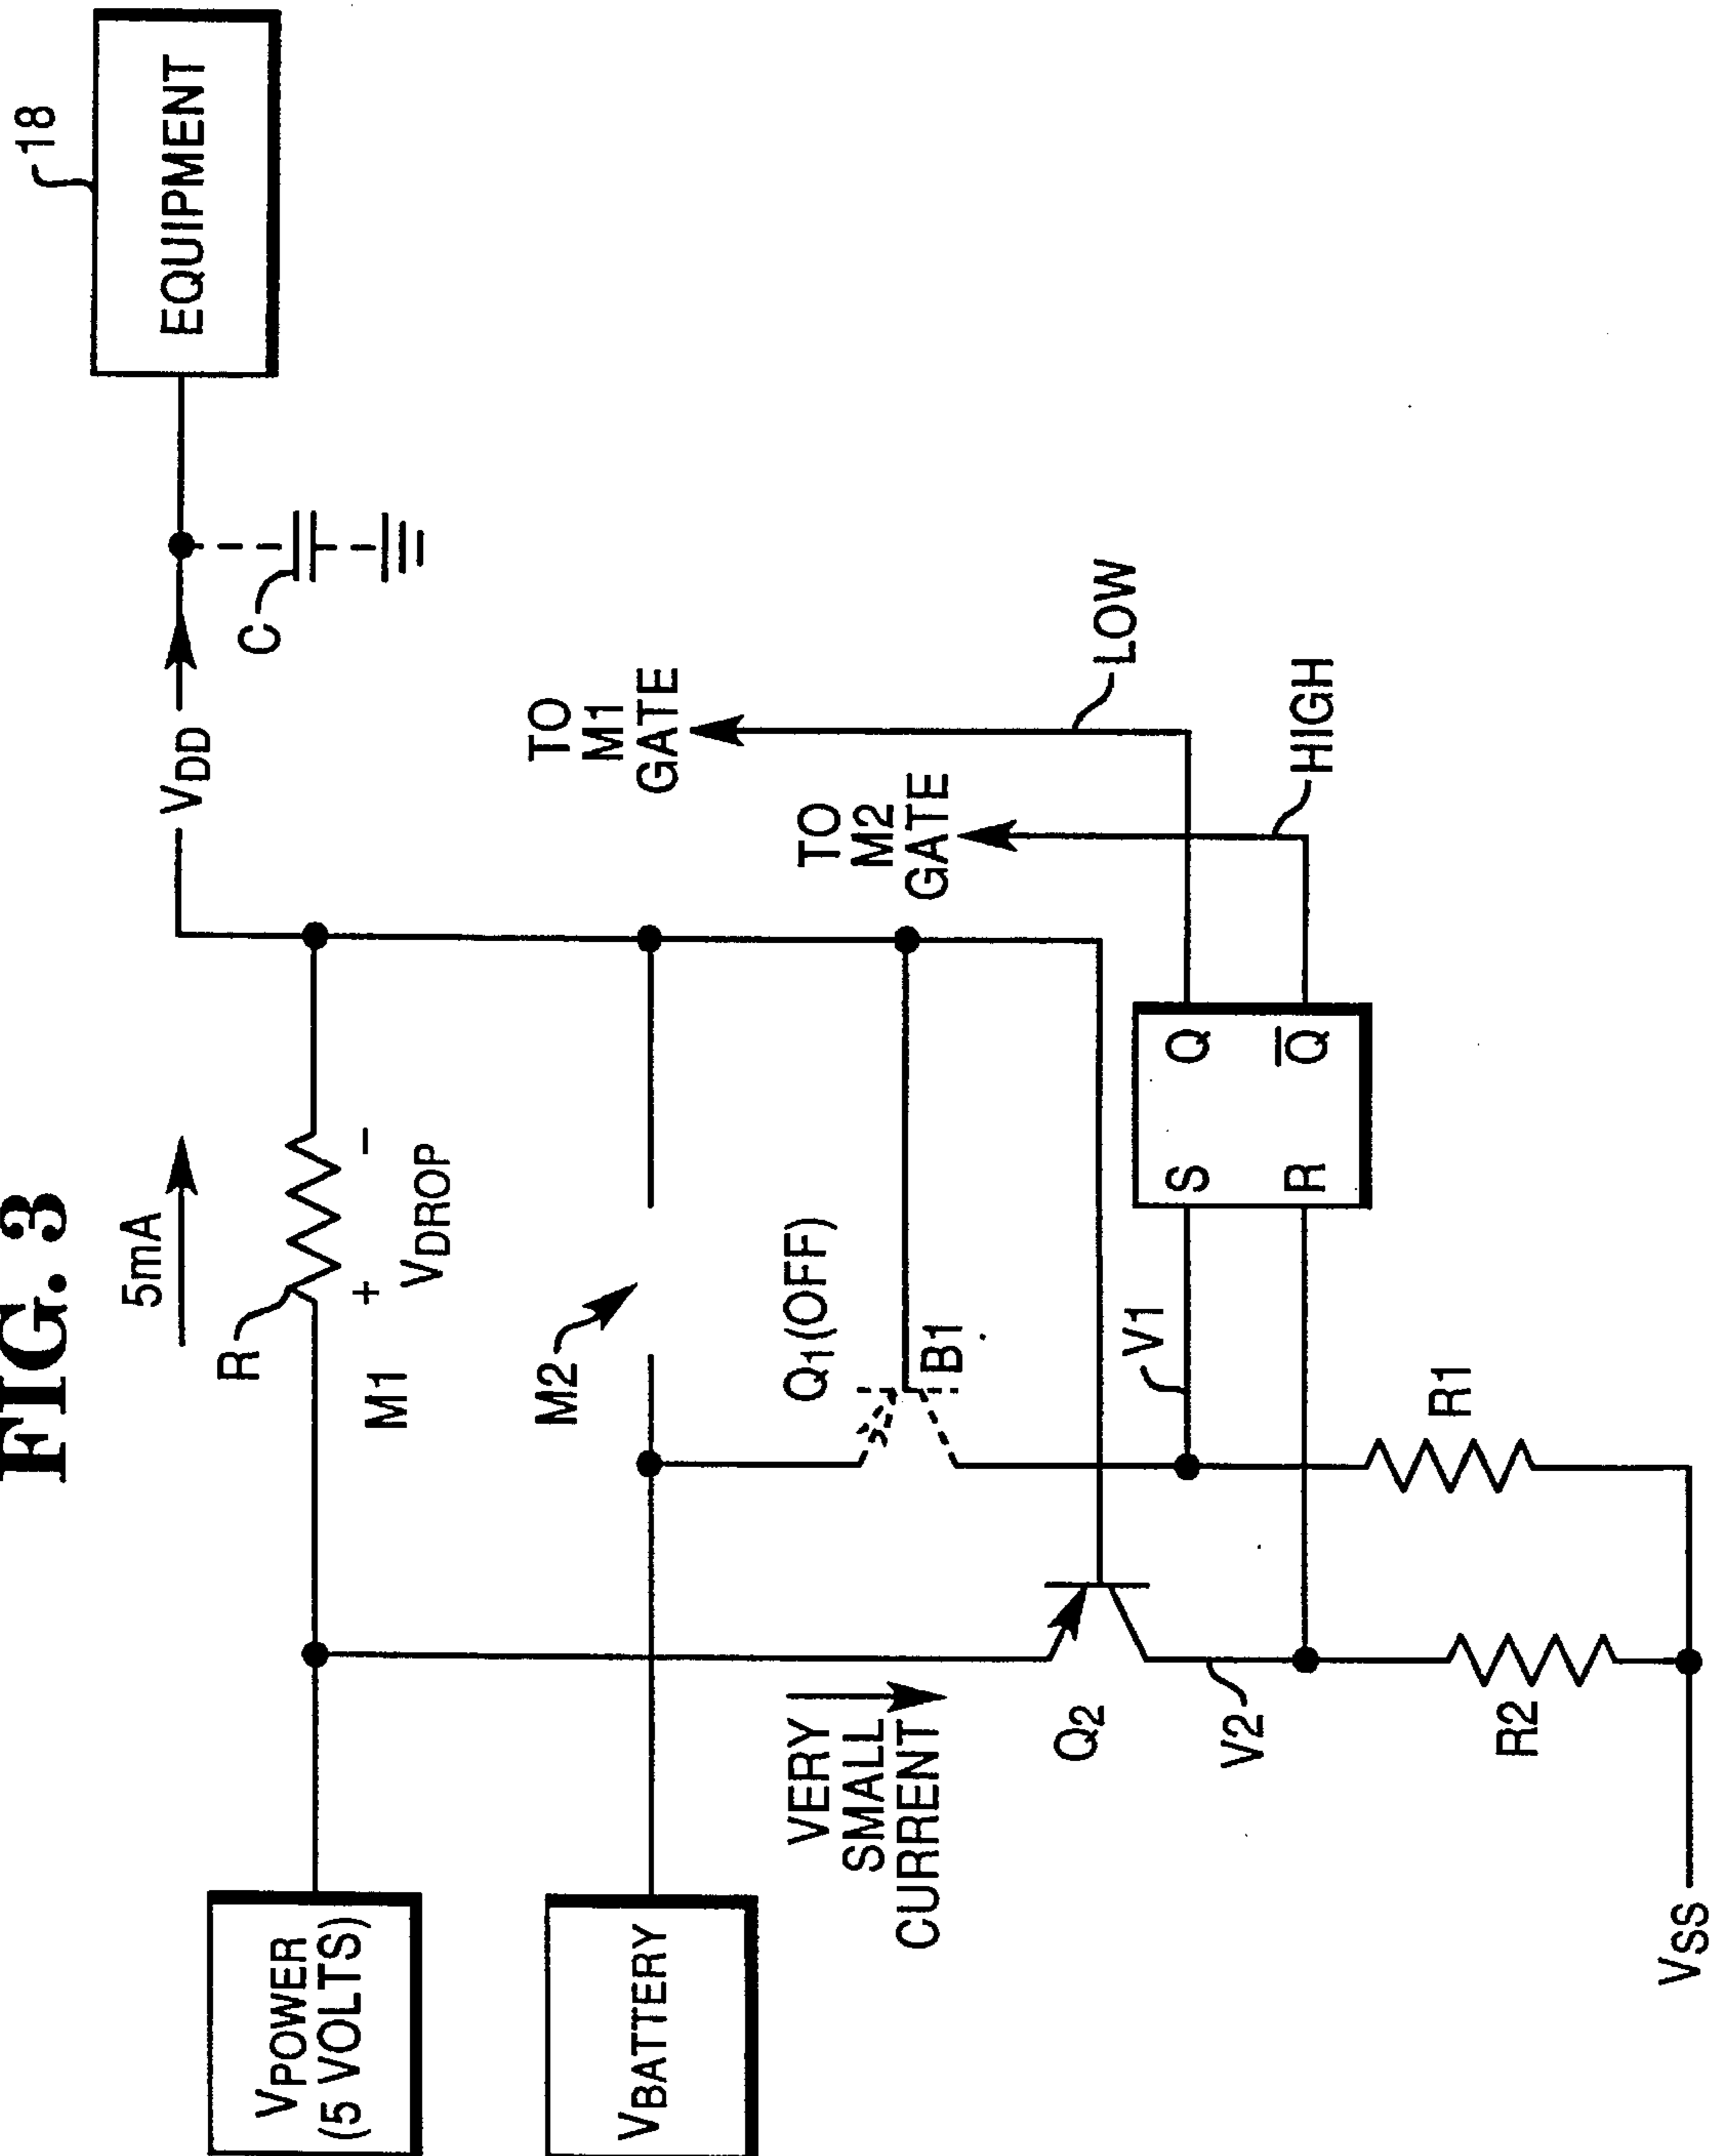 FIG. 3
18
EQUIPMENT
5mA
VDD
C
R
+
-
M1
VDROP
VPOWER
(5 VOLTS)
M2
TO
M1
GATE
VBATTERY
Q1(OFF)
B1
TO
M2
GATE
LOW
VERY
SMALL
CURRENT
Q2
V1
S
Q
R
Q̅
HIGH
V2
R1
R2
VSS